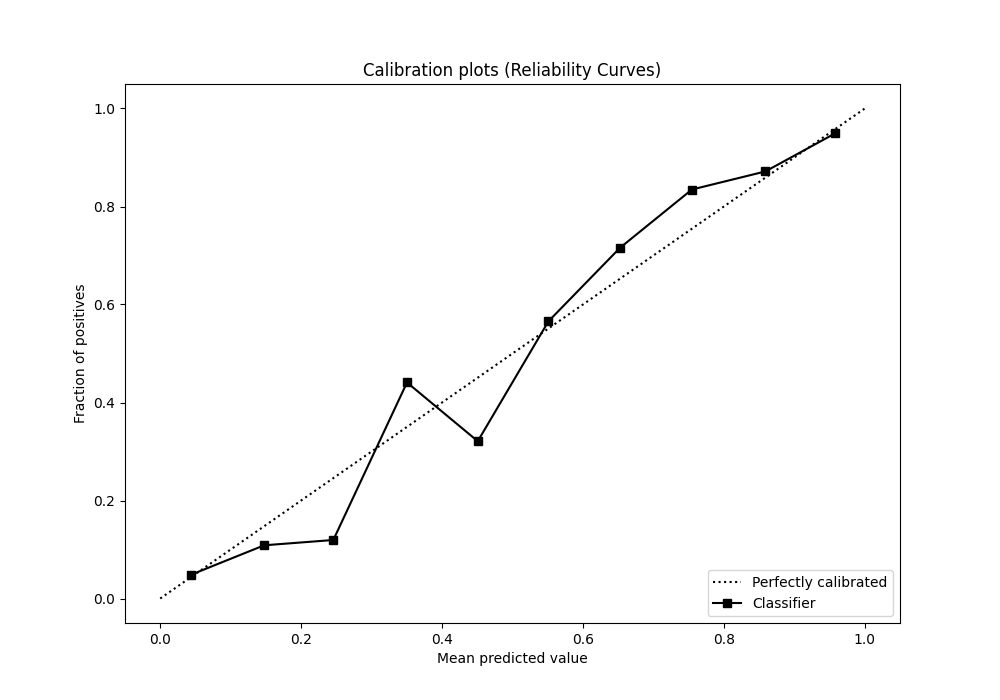 Calibration plots (Reliability Curves)
1.0
0.8
0.6
0.4
0.2
0.0
Fraction of positives
Perfectly calibrated
Classifier
0.0 0.2 0.4 0.6 0.8 1.0
Mean predicted value